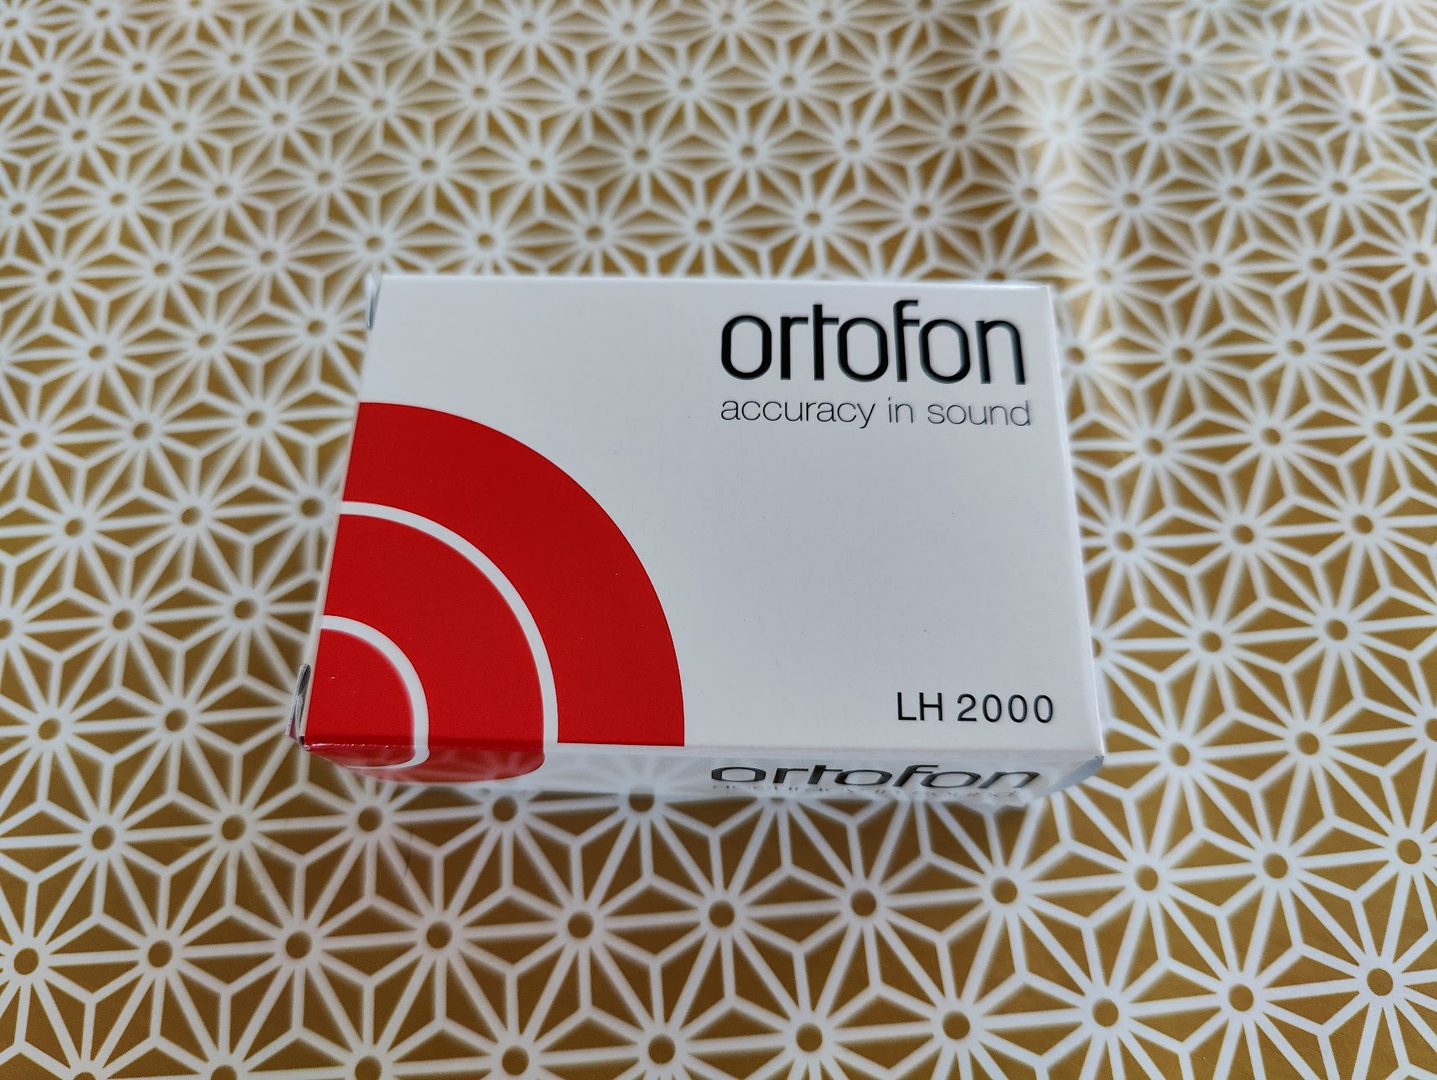 ortofon
accuracy in sound
LH 2000
ortofon